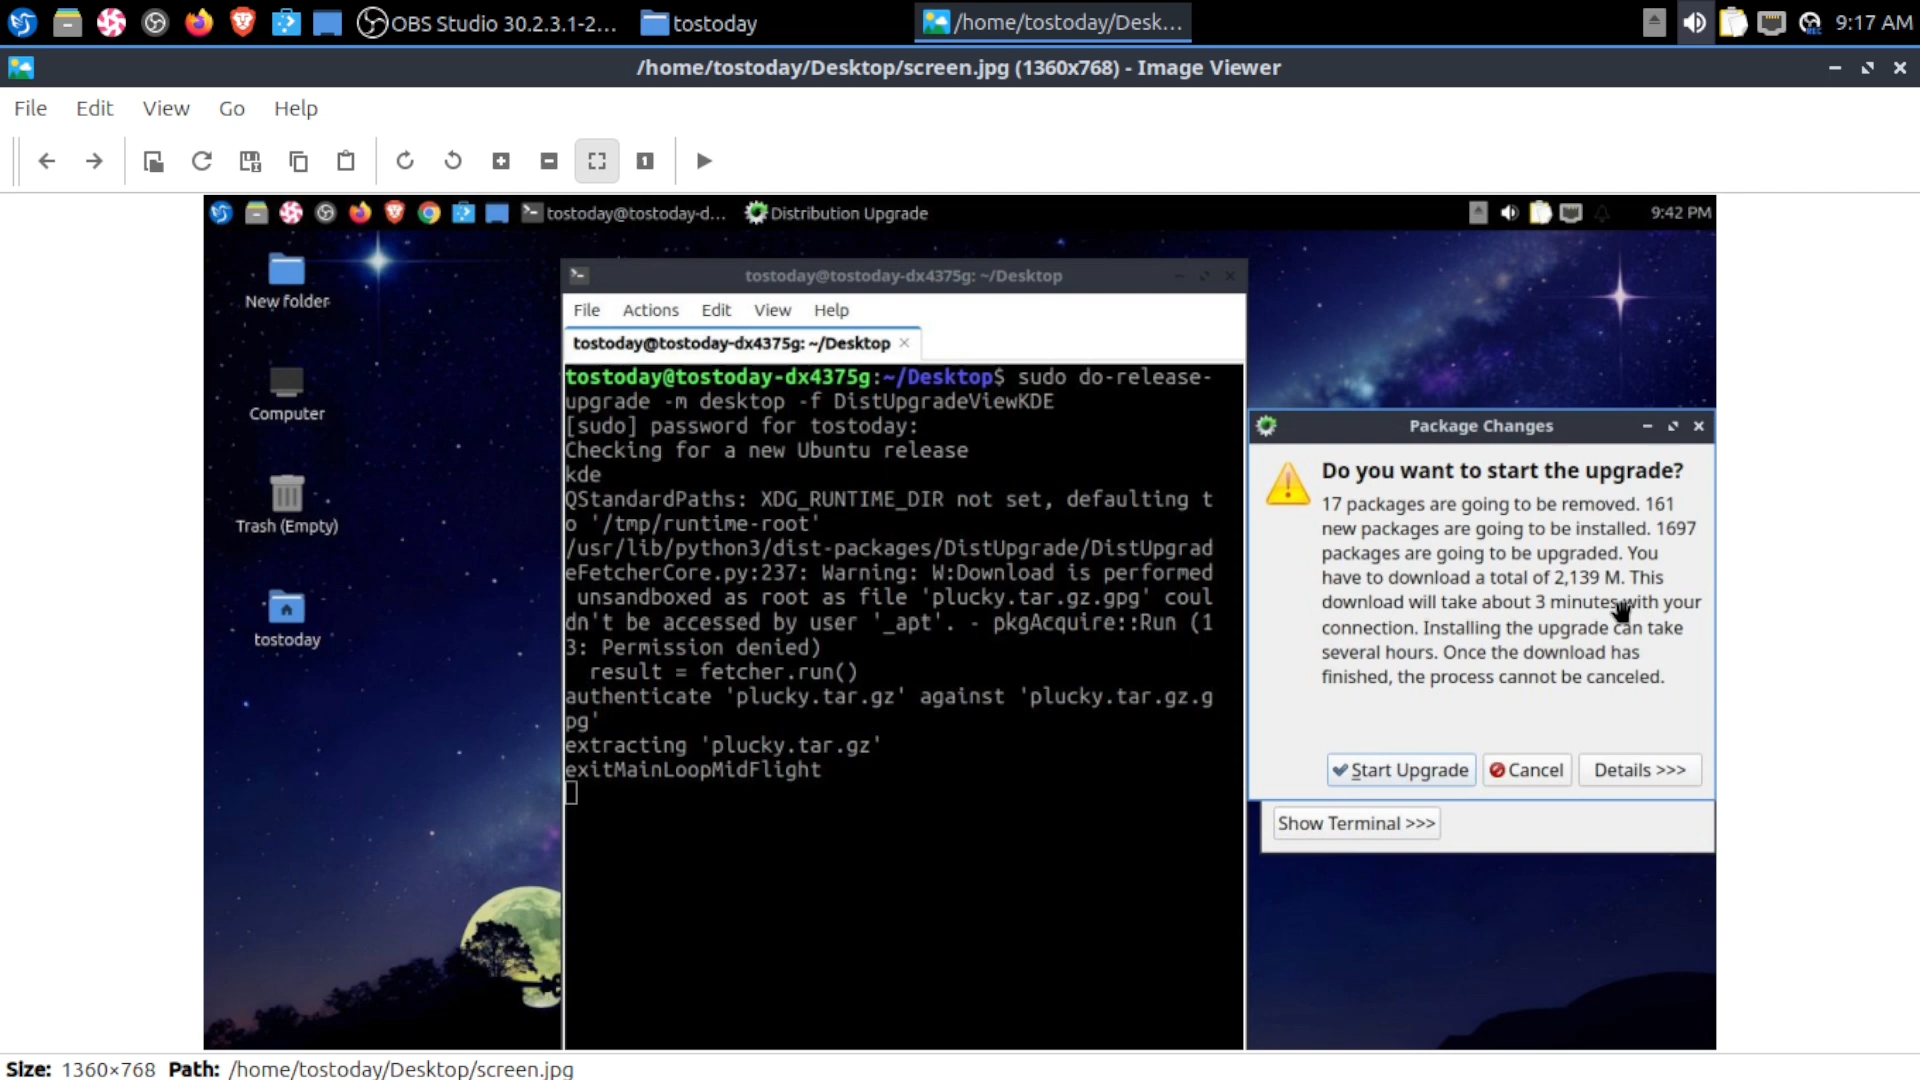 OBS Studio 30.2.3.1-2...
tostoday
/home/tostoday/Desk...
9:17 AM
/home/tostoday/Desktop/screen.jpg (1360x768) - Image Viewer
File Edit View Go Help
1
tostoday@tostoday-d...
Distribution Upgrade
9:42 PM
New folder
Computer
Trash (Empty)
tostoday
tostoday@tostoday-dx4375g: ~/Desktop
File Actions Edit View Help
tostoday@tostoday-dx4375g: ~/Desktop
tostoday@tostoday-dx4375g:~/Desktop$ sudo do-release-
upgrade -m desktop -f DistUpgradeViewKDE
[sudo] password for tostoday:
Checking for a new Ubuntu release
kde
QStandardPaths: XDG_RUNTIME_DIR not set, defaulting t
o '/tmp/runtime-root'
/usr/lib/python3/dist-packages/DistUpgrade/DistUpgrad
eFetcherCore.py:237: Warning: W:Download is performed
unsandboxed as root as file 'plucky.tar.gz.gpg' coul
dn't be accessed by user '_apt'. - pkgAcquire::Run (1
3: Permission denied)
result = fetcher.run()
authenticate 'plucky.tar.gz' against 'plucky.tar.gz.g
pg'
extracting 'plucky.tar.gz'
exitMainLoopMidFlight
Package Changes
Do you want to start the upgrade?
17 packages are going to be removed. 161
new packages are going to be installed. 1697
packages are going to be upgraded. You
have to download a total of 2,139 M. This
download will take about 3 minutes with your
connection. Installing the upgrade can take
several hours. Once the download has
finished, the process cannot be canceled.
Start Upgrade
Cancel
Details >>>
Show Terminal >>>
Size: 1360×768 Path: /home/tostoday/Desktop/screen.jpg